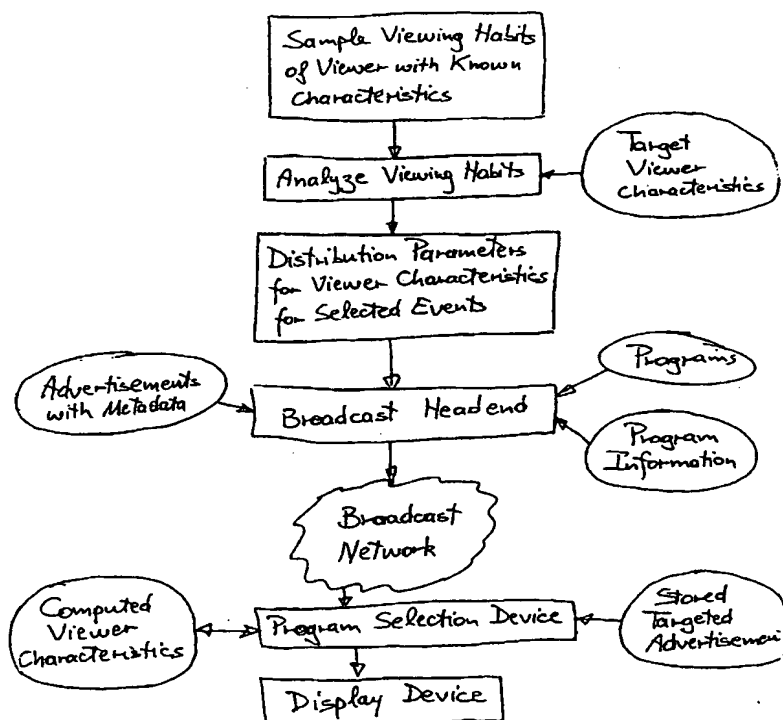 Sample Viewing Habits
of Viewer with Known
Characteristics
Analyze Viewing Habits
Target
Viewer
Characteristics
Distribution Parameters
for Viewer Characteristics
for Selected Events
Advertisements
with Metadata
Broadcast Headend
Programs
Program
Information
Broadcast
Network
Computed
Viewer
Characteristics
Program Selection Device
Stored
Targeted
Advertisemen
Display Device